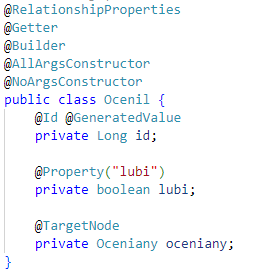 @RelationshipProperties
@Getter
@Builder
@AllArgsConstructor
@NoArgsConstructor
public class Ocenil {
    @Id @GeneratedValue
    private Long id;

    @Property("lubi")
    private boolean lubi;

    @TargetNode
    private Oceniany oceniany;
}